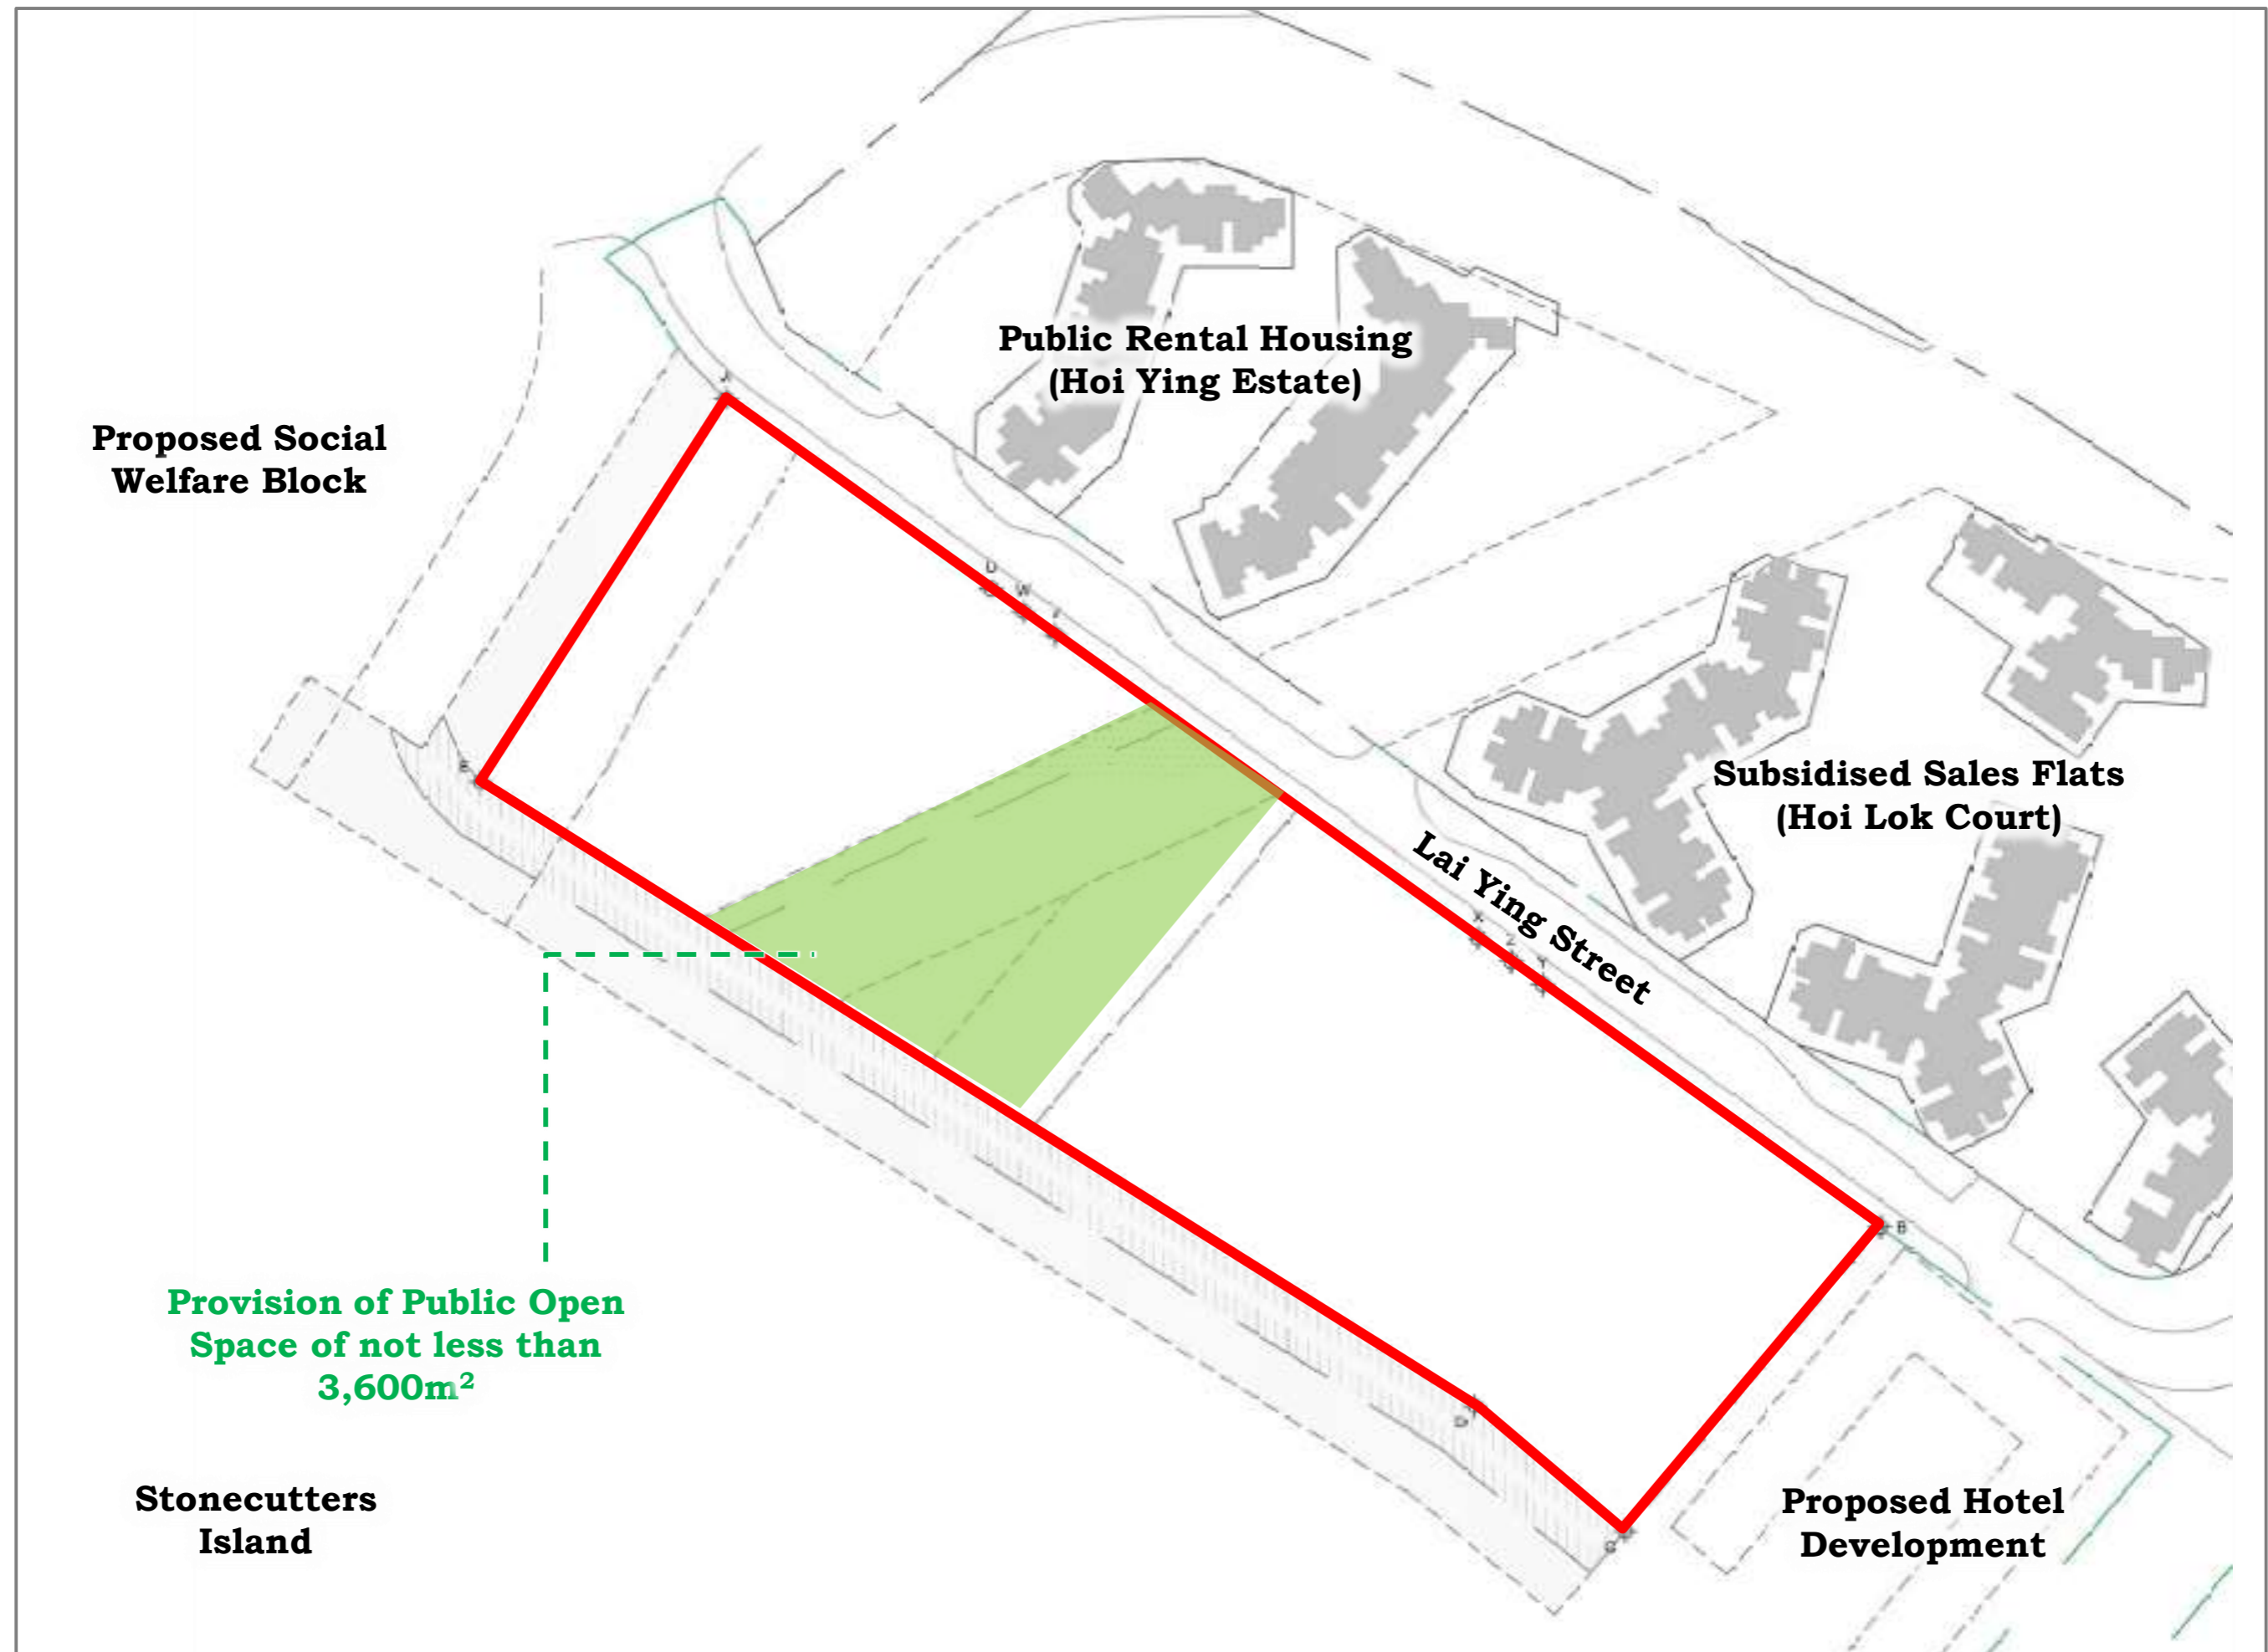 Public Rental Housing
(Hoi Ying Estate)
Proposed Social
Welfare Block
J
U
W
E
Subsidised Sales Flats
(Hoi Lok Court)
Lai Ying Street
Z
B
Provision of Public Open
Space of not less than
3,600m²
D
Stonecutters
Island
Proposed Hotel
Development